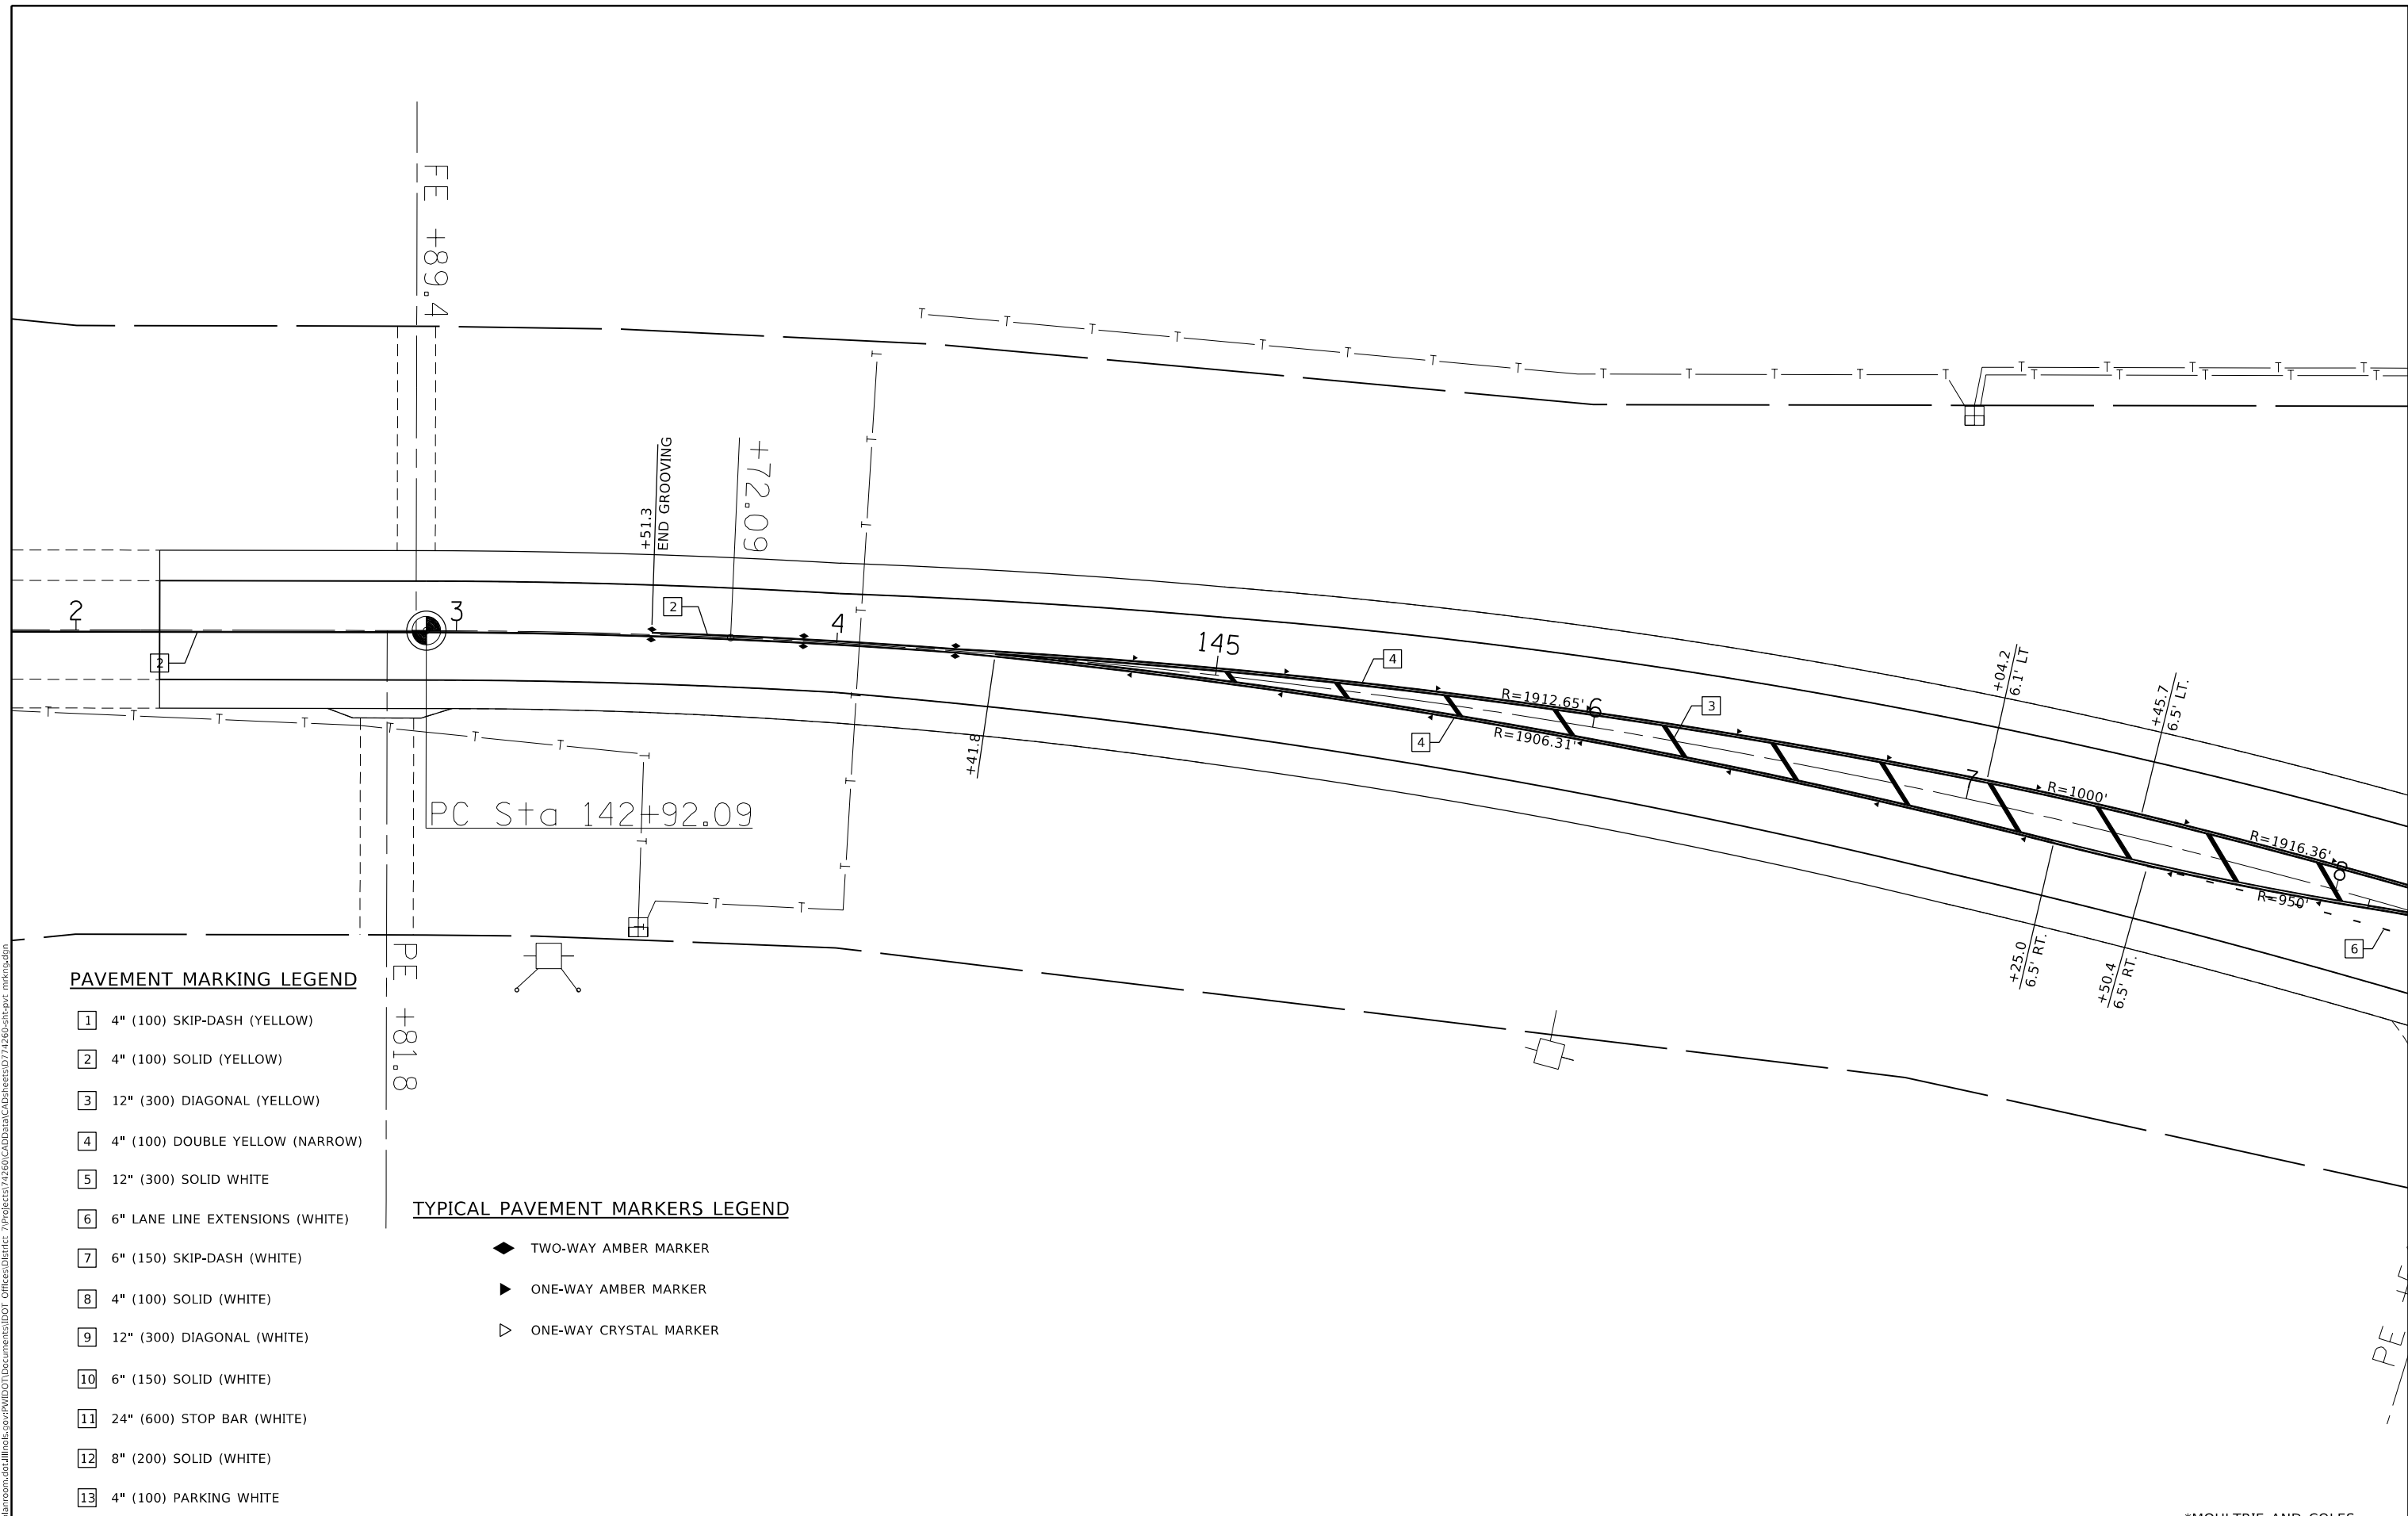 FE +89.4
+51.3
END GROOVING
+72.09
2
3
4
145
6
7
8
2
2
4
4
3
6
R=1912.65'
R=1906.31'
+04.2
6.1' LT
+45.7
6.5' LT.
R=1000'
R=1916.36'
R=950'
+41.8
+25.0
6.5' RT.
+50.4
6.5' RT.
PC Sta 142+92.09
PE +81.8
PE
PAVEMENT MARKING LEGEND
1 4" (100) SKIP-DASH (YELLOW)
2 4" (100) SOLID (YELLOW)
3 12" (300) DIAGONAL (YELLOW)
4 4" (100) DOUBLE YELLOW (NARROW)
5 12" (300) SOLID WHITE
6 6" LANE LINE EXTENSIONS (WHITE)
7 6" (150) SKIP-DASH (WHITE)
8 4" (100) SOLID (WHITE)
9 12" (300) DIAGONAL (WHITE)
10 6" (150) SOLID (WHITE)
11 24" (600) STOP BAR (WHITE)
12 8" (200) SOLID (WHITE)
13 4" (100) PARKING WHITE
TYPICAL PAVEMENT MARKERS LEGEND
TWO-WAY AMBER MARKER
ONE-WAY AMBER MARKER
ONE-WAY CRYSTAL MARKER
*MOULTRIE AND COLES